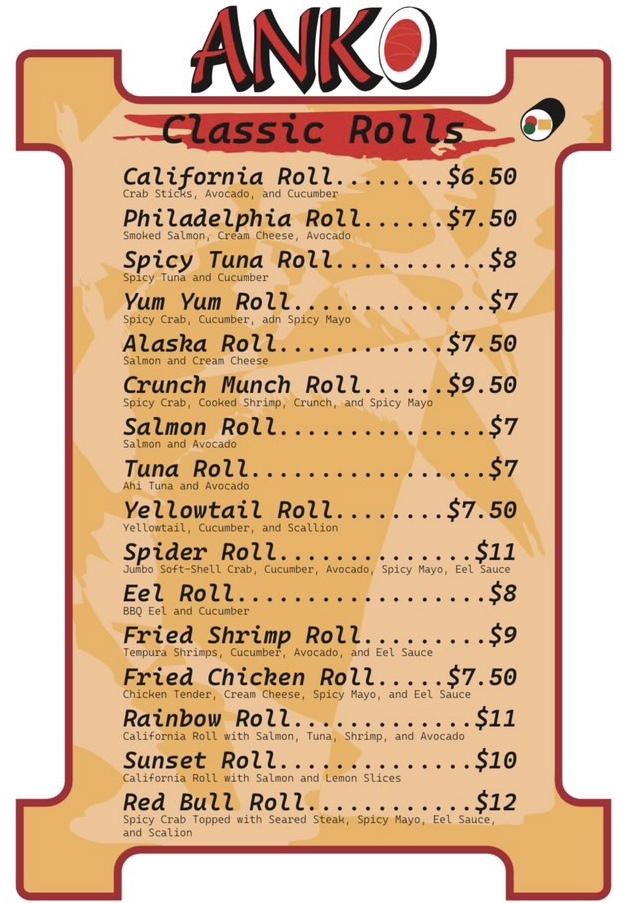 ANKO
Classic Rolls
California Roll........$6.50
Crab Sticks, Avocado, and Cucumber
Philadelphia Roll......$7.50
Smoked Salmon, Cream Cheese, Avocado
Spicy Tuna Roll...........$8
Spicy Tuna and Cucumber
Yum Yum Roll..............$7
Spicy Crab, Cucumber, adn Spicy Mayo
Alaska Roll............$7.50
Salmon and Cream Cheese
Crunch Munch Roll......$9.50
Spicy Crab, Cooked Shrimp, Crunch, and Spicy Mayo
Salmon Roll...............$7
Salmon and Avocado
Tuna Roll.................$7
Ahi Tuna and Avocado
Yellowtail Roll........$7.50
Yellowtail, Cucumber, and Scallion
Spider Roll..............$11
Jumbo Soft-Shell Crab, Cucumber, Avocado, Spicy Mayo, Eel Sauce
Eel Roll..................$8
BBQ Eel and Cucumber
Fried Shrimp Roll.........$9
Tempura Shrimps, Cucumber, Avocado, and Eel Sauce
Fried Chicken Roll.....$7.50
Chicken Tender, Cream Cheese, Spicy Mayo, and Eel Sauce
Rainbow Roll.............$11
California Roll with Salmon, Tuna, Shrimp, and Avocado
Sunset Roll..............$10
California Roll with Salmon and Lemon Slices
Red Bull Roll............$12
Spicy Crab Topped with Seared Steak, Spicy Mayo, Eel Sauce,
and Scalion